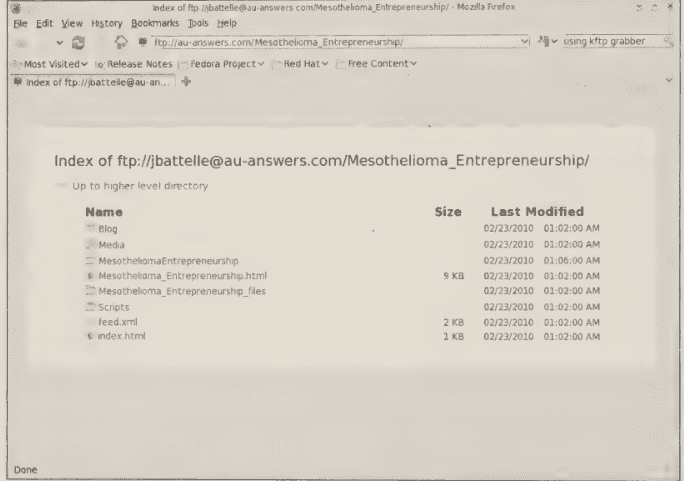 Index of ftp://jbattelle@au-answers.com/Mesothelioma_Entrepreneurship/ - Mozilla Firefox
File Edit View History Bookmarks Tools Help
ftp://au-answers.com/Mesothelioma_Entrepreneurship/ using kftp grabber
Most Visited Release Notes Fedora Project Red Hat Free Content
Index of ftp://jbattelle@au-an...
Index of ftp://jbattelle@au-answers.com/Mesothelioma_Entrepreneurship/
Up to higher level directory
Name Size Last Modified
Blog 02/23/2010 01:02:00 AM
Media 02/23/2010 01:02:00 AM
MesotheliomaEntrepreneurship 02/23/2010 01:06:00 AM
Mesothelioma_Entrepreneurship.html 9 KB 02/23/2010 01:02:00 AM
Mesothelioma_Entrepreneurship_files 02/23/2010 01:02:00 AM
Scripts 02/23/2010 01:02:00 AM
feed.xml 2 KB 02/23/2010 01:02:00 AM
index.html 1 KB 02/23/2010 01:02:00 AM
Done